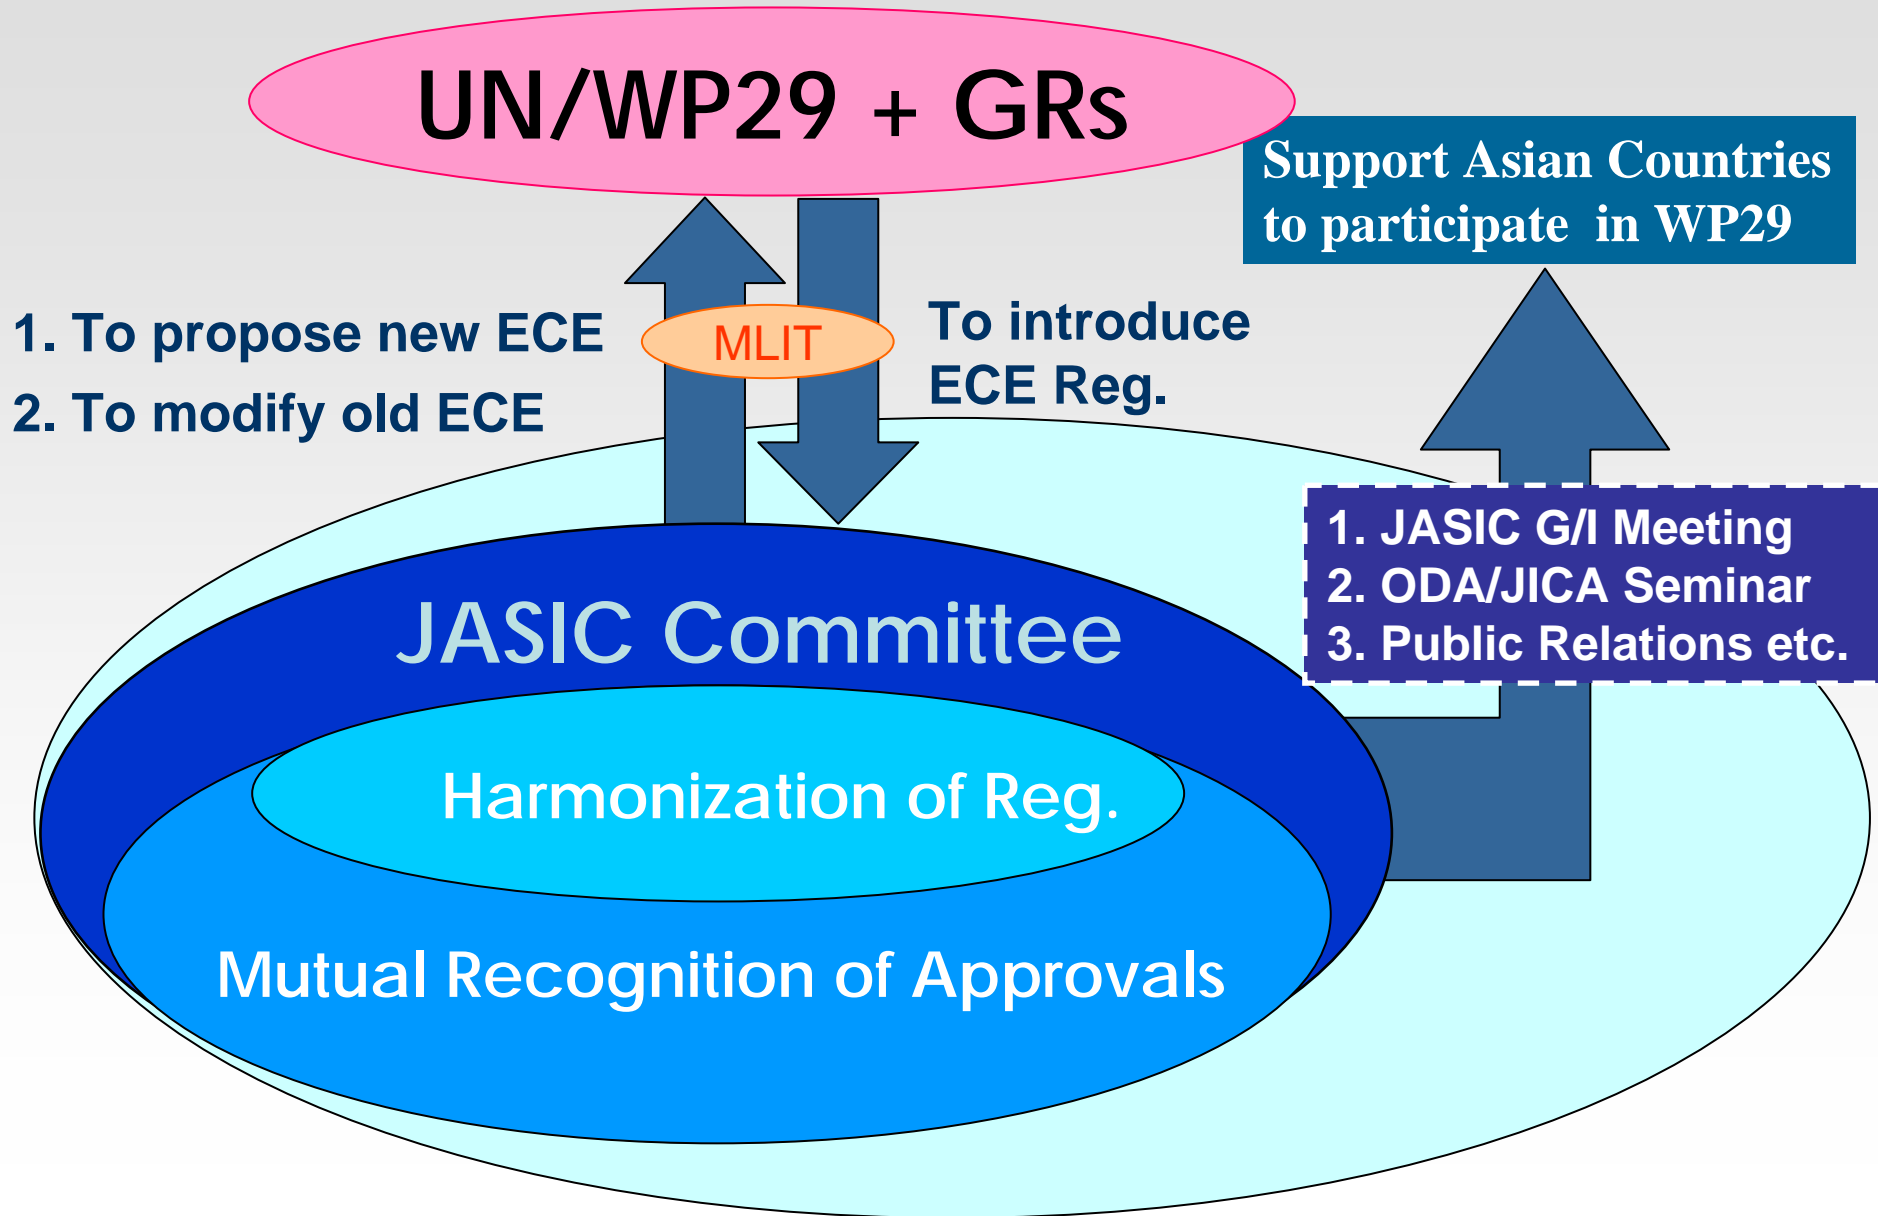 UN/WP29 + GRs
Support Asian Countries
to participate in WP29
1. To propose new ECE
2. To modify old ECE
MLIT
To introduce
ECE Reg.
1. JASIC G/I Meeting
2. ODA/JICA Seminar
3. Public Relations etc.
JASIC Committee
Harmonization of Reg.
Mutual Recognition of Approvals